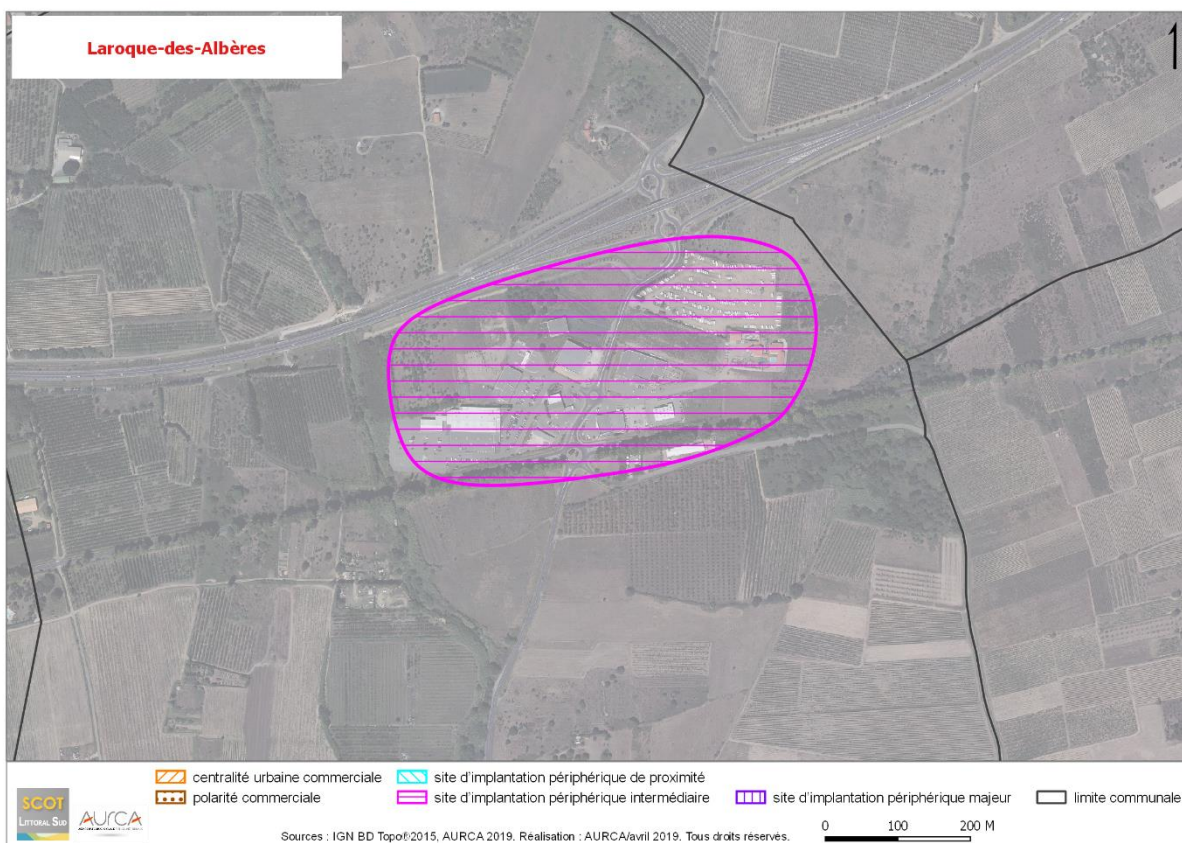 Laroque-des-Albères
centralité urbaine commerciale
site d'implantation périphérique de proximité
polarité commerciale
site d'implantation périphérique intermédiaire
site d'implantation périphérique majeur
limite communale
SCOT
LITTORAL SUD
AURCA
Sources : IGN BD Topo®2015, AURCA 2019. Réalisation : AURCA/avril 2019. Tous droits réservés.
0 100 200 M